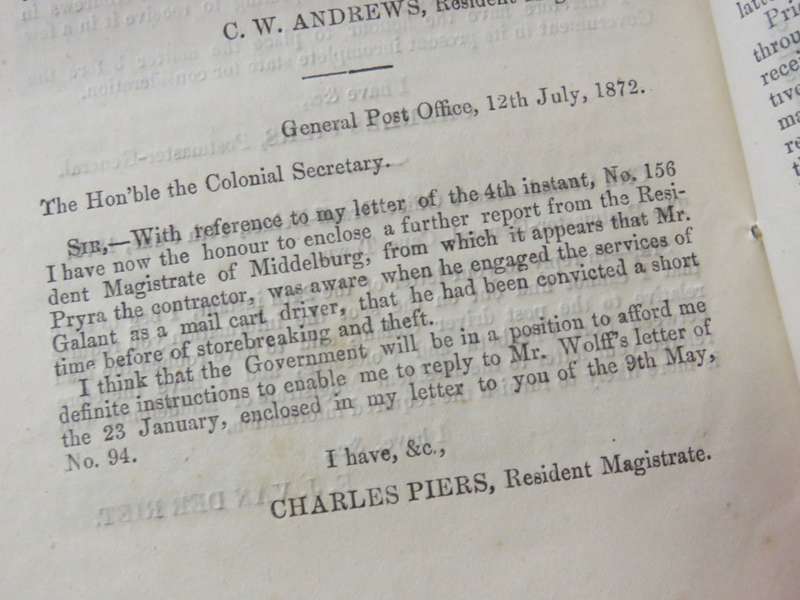 C. W. ANDREWS, Resident
General Post Office, 12th July, 1872.
The Hon'ble the Colonial Secretary.
SIR,—With reference to my letter of the 4th instant, No. 156
I have now the honour to enclose a further report from the Resi-
dent Magistrate of Middelburg, from which it appears that Mr.
Pryra the contractor, was aware when he engaged the services of
Galant as a mail cart driver, that he had been convicted a short
time before of storebreaking and theft.
I think that the Government will be in a position to afford me
definite instructions to enable me to reply to Mr. Wolff's letter of
the 23 January, enclosed in my letter to you of the 9th May,
No. 94.
I have, &c.,
CHARLES PIERS, Resident Magistrate.